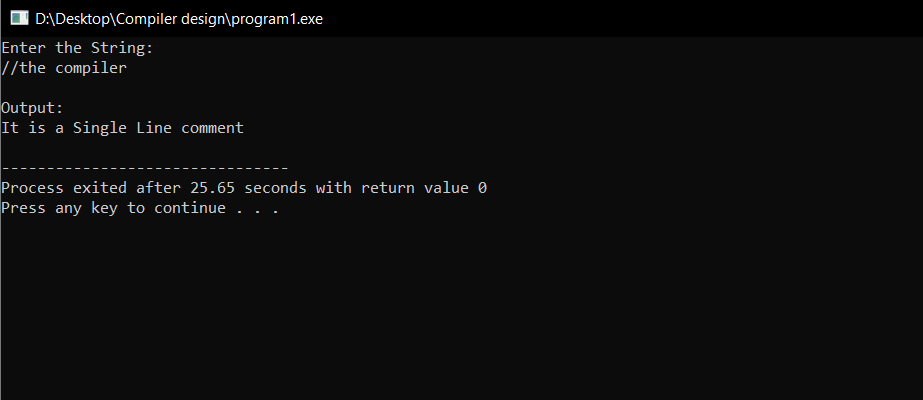 D:\Desktop\Compiler design\program1.exe
Enter the String:
//the compiler
Output:
It is a Single Line comment
--------------------------------
Process exited after 25.65 seconds with return value 0
Press any key to continue . . .